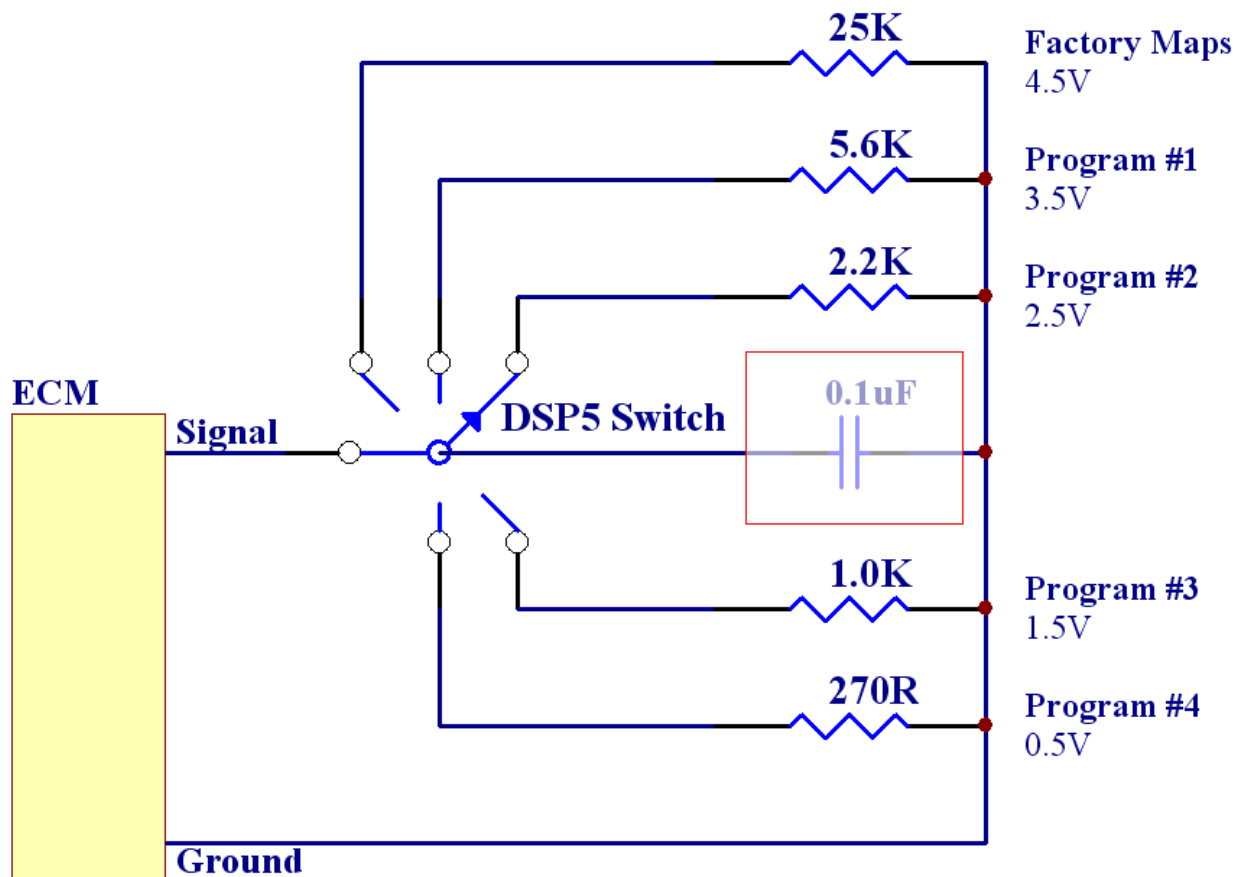 25K
Factory Maps
4.5V
5.6K
Program #1
3.5V
2.2K
Program #2
2.5V
ECM
Signal
DSP5 Switch
0.1uF
1.0K
Program #3
1.5V
270R
Program #4
0.5V
Ground